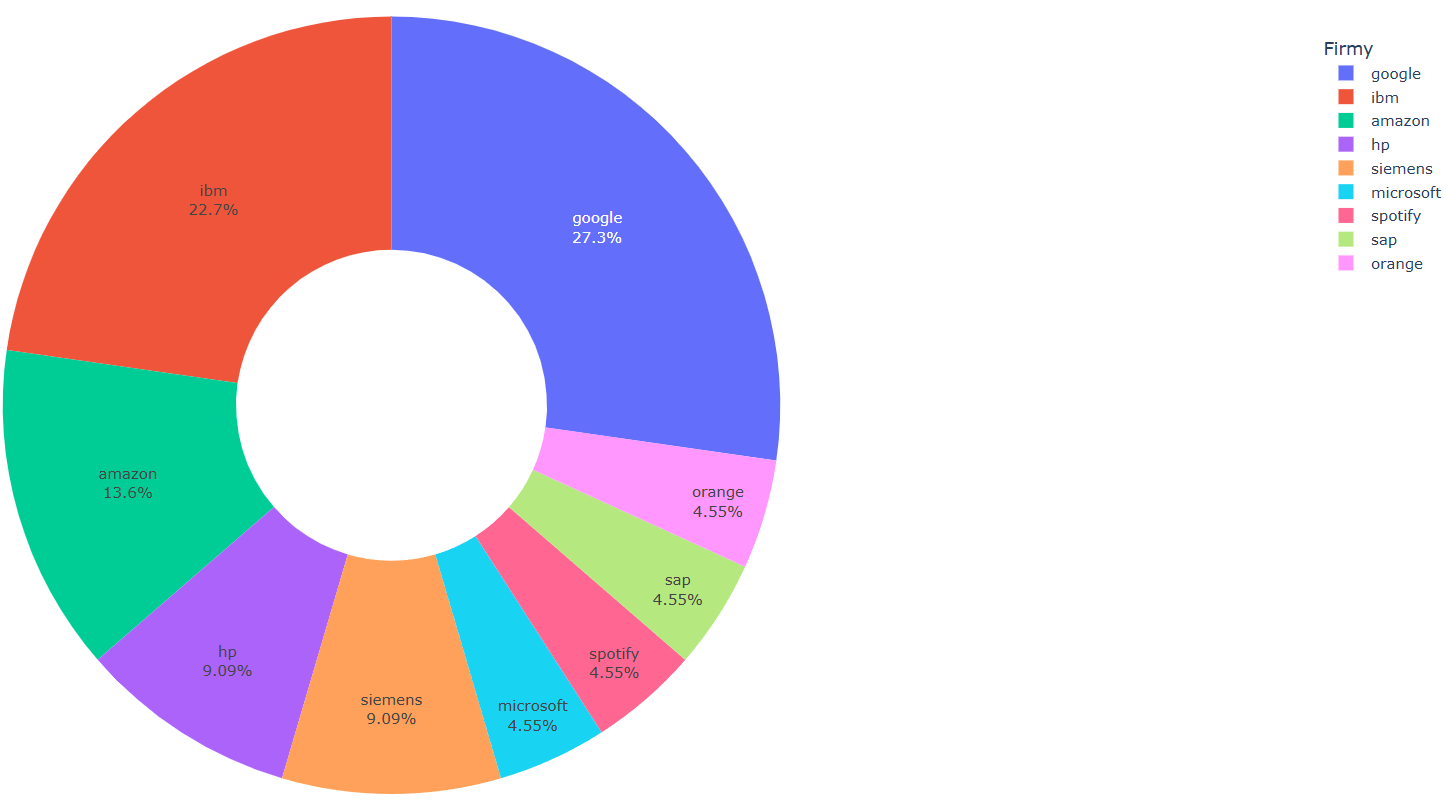 ibm
22.7%
google
27.3%
amazon
13.6%
orange
4.55%
sap
4.55%
hp
9.09%
spotify
4.55%
siemens
9.09%
microsoft
4.55%
Firmy
google
ibm
amazon
hp
siemens
microsoft
spotify
sap
orange